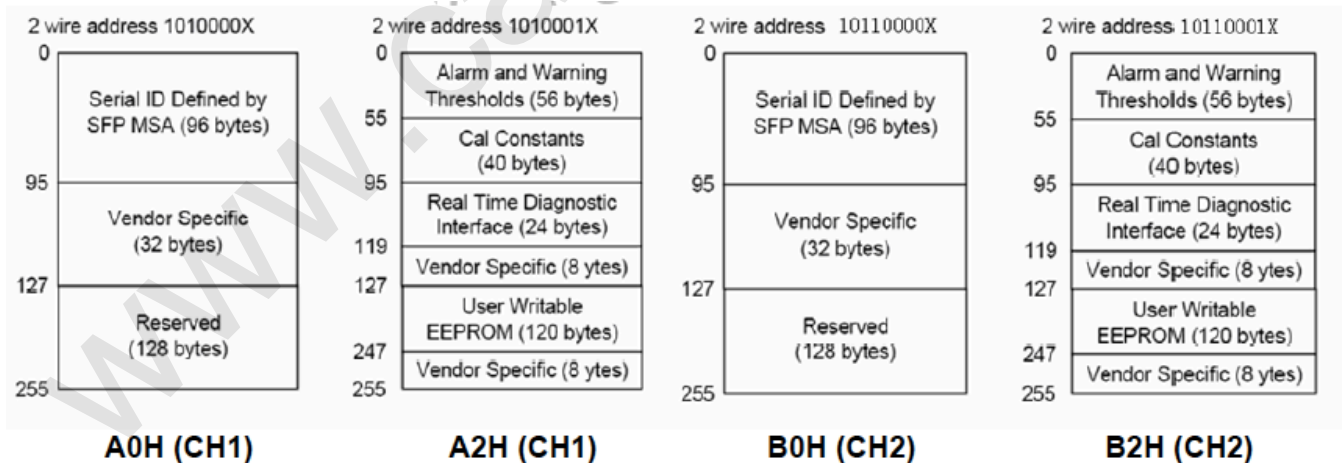 2 wire address 1010000X
0
Serial ID Defined by
SFP MSA (96 bytes)
95
Vendor Specific
(32 bytes)
127
Reserved
(128 bytes)
255
A0H (CH1)
2 wire address 1010001X
0
Alarm and Warning
Thresholds (56 bytes)
55
Cal Constants
(40 bytes)
95
Real Time Diagnostic
Interface (24 bytes)
119
Vendor Specific (8 ytes)
127
User Writable
EEPROM (120 bytes)
247
Vendor Specific (8 ytes)
255
A2H (CH1)
2 wire address 10110000X
0
Serial ID Defined by
SFP MSA (96 bytes)
95
Vendor Specific
(32 bytes)
127
Reserved
(128 bytes)
255
B0H (CH2)
2 wire address 10110001X
0
Alarm and Warning
Thresholds (56 bytes)
55
Cal Constants
(40 bytes)
95
Real Time Diagnostic
Interface (24 bytes)
119
Vendor Specific (8 ytes)
127
User Writable
EEPROM (120 bytes)
247
Vendor Specific (8 ytes)
255
B2H (CH2)